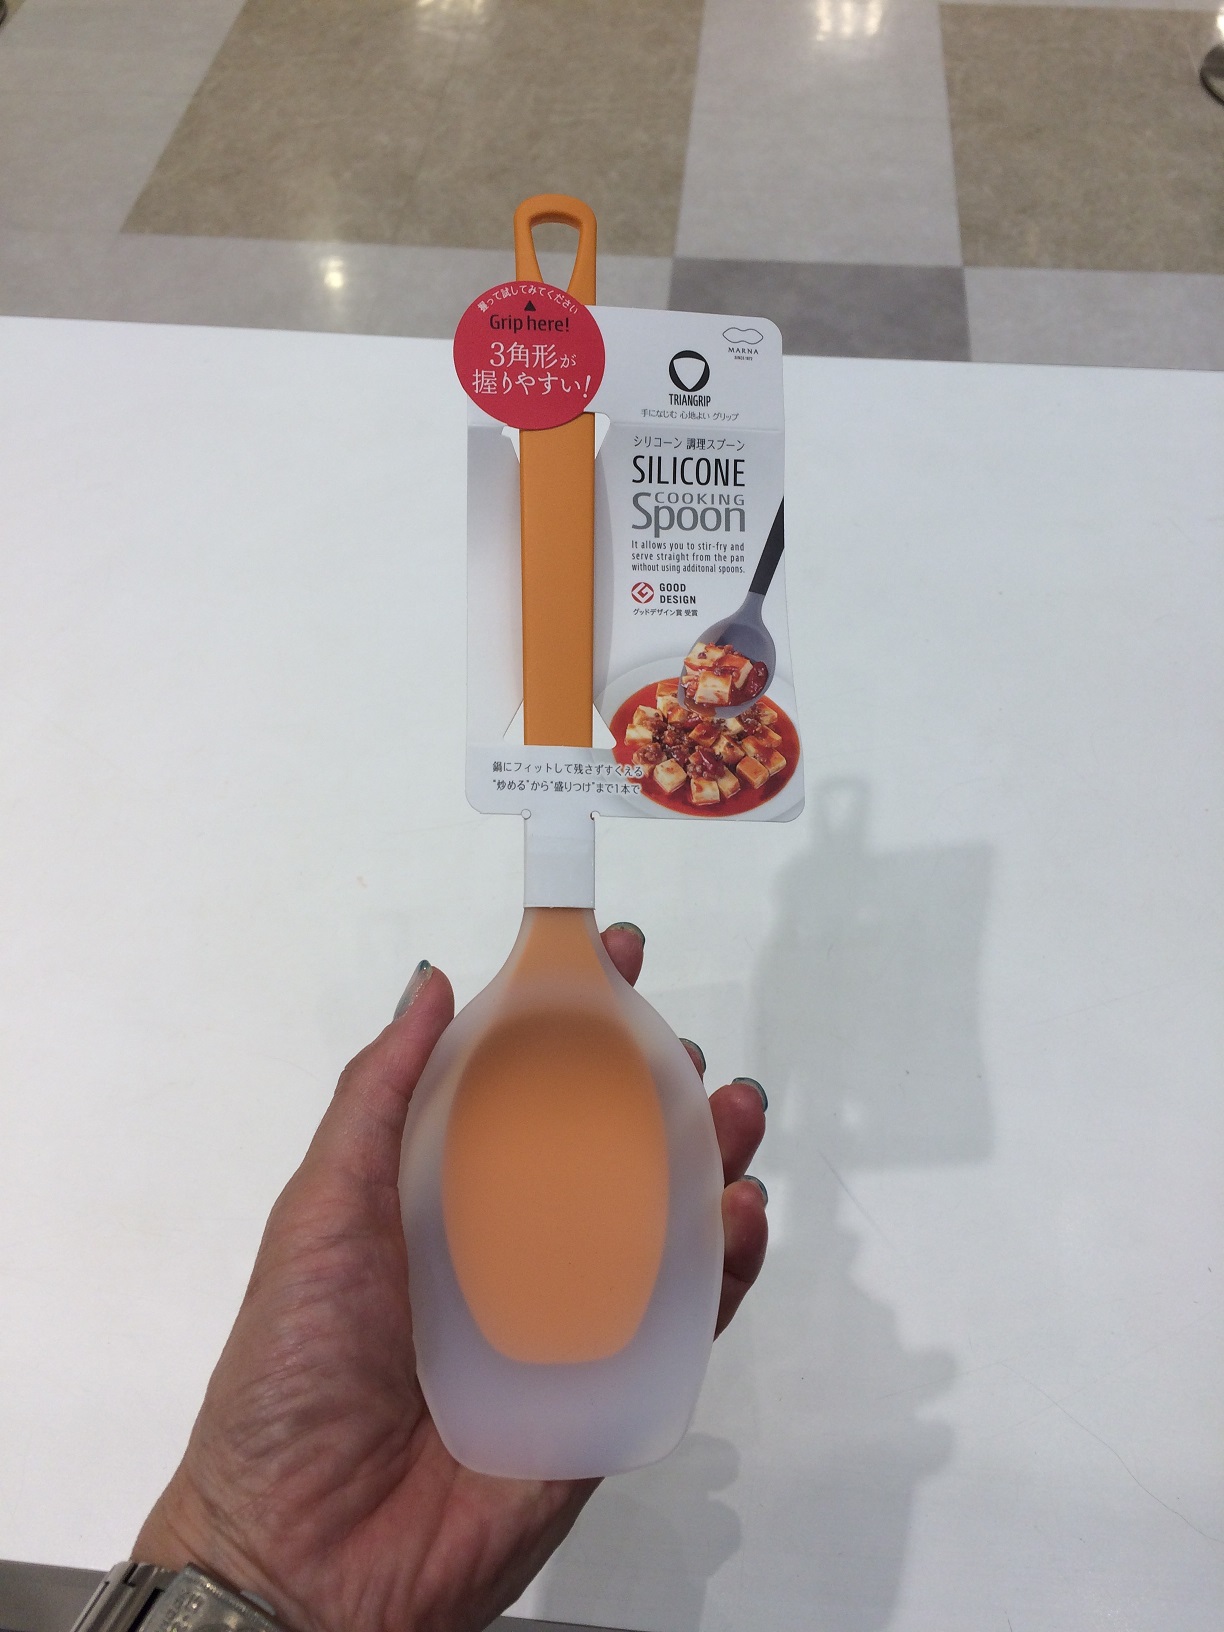 握って試してみてください
Grip here!
3角形が
握りやすい!
MARNA
SINCE 1872
TRIANGRIP
手になじむ 心地よい グリップ
シリコーン 調理スプーン
SILICONE
COOKING
Spoon
It allows you to stir-fry and
serve straight from the pan
without using additonal spoons.
GOOD
DESIGN
グッドデザイン賞 受賞
鍋にフィットして残さずすくえる
"炒める"から"盛りつけ"まで1本で